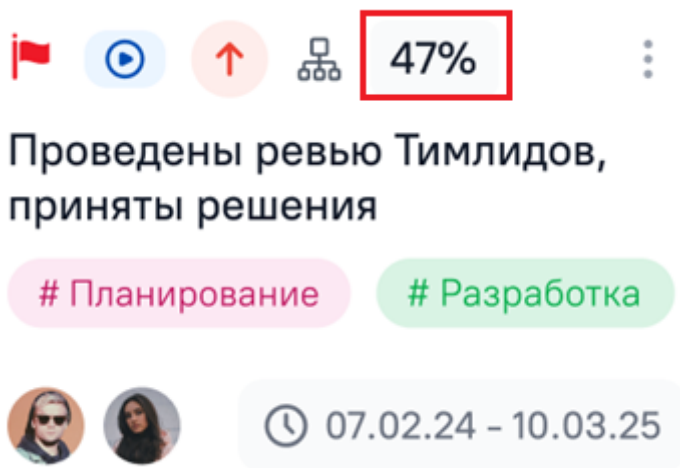 47%
Проведены ревью Тимлидов,
приняты решения
# Планирование # Разработка
07.02.24 - 10.03.25